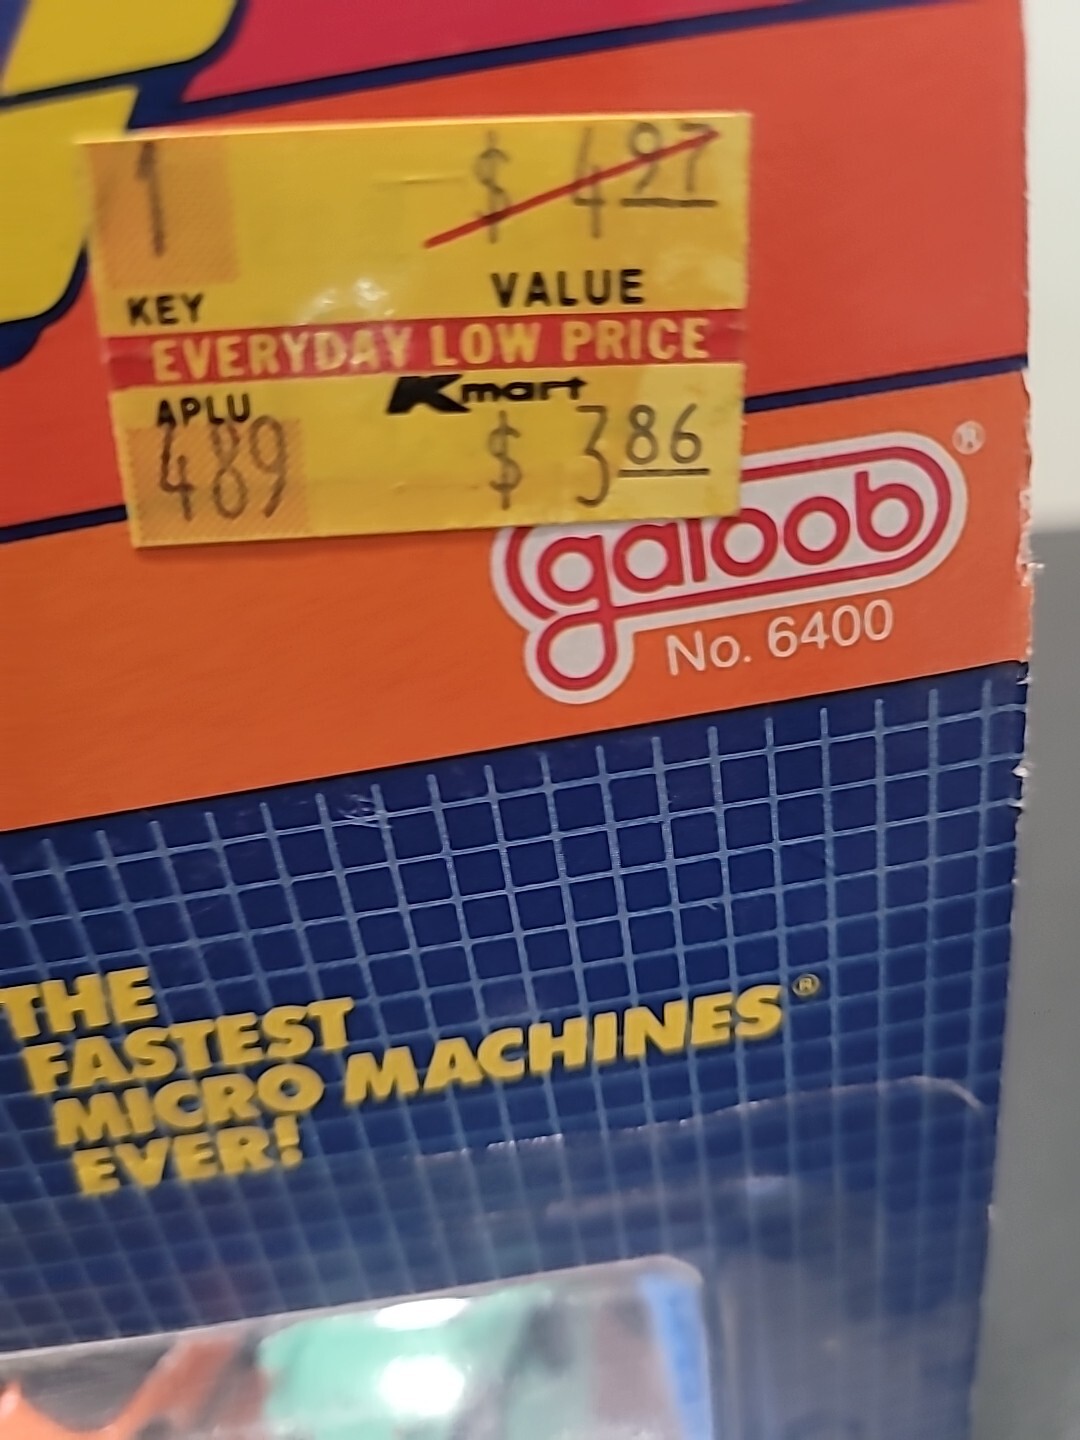 1 $ 4 97
KEY VALUE
EVERYDAY LOW PRICE
APLU Kmart
489 $ 3 86
galoob ®
No. 6400
THE
FASTEST
MICRO MACHINES ®
EVER!